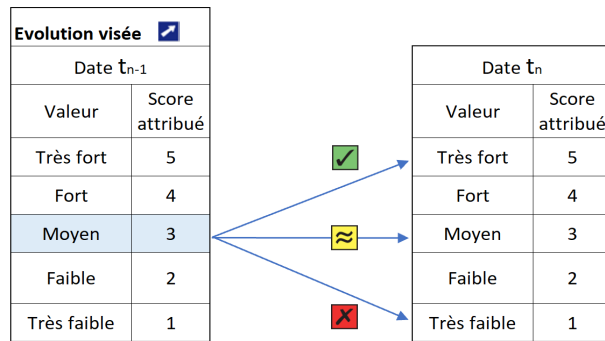 Evolution visée
Date tn-1
Valeur Score attribué
Très fort 5
Fort 4
Moyen 3
Faible 2
Très faible 1
Date tn
Valeur Score attribué
Très fort 5
Fort 4
Moyen 3
Faible 2
Très faible 1